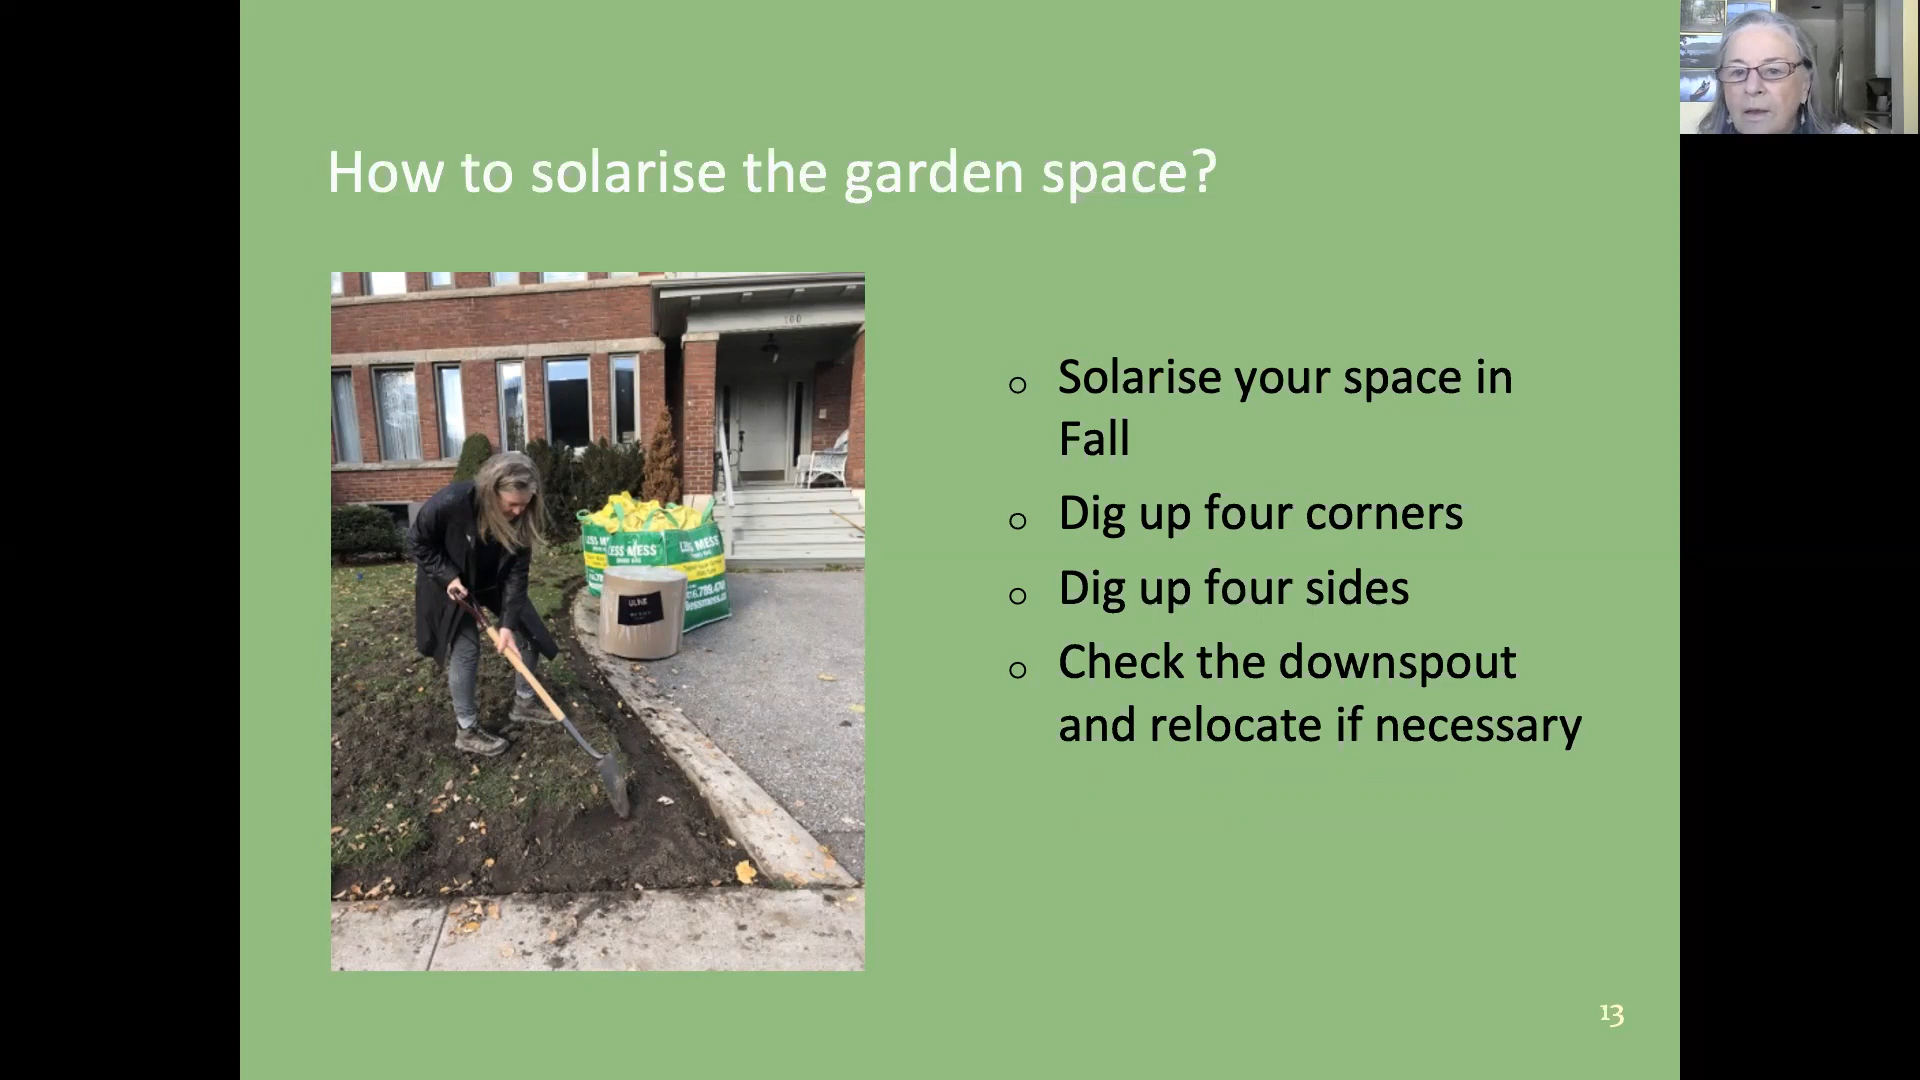 How to solarise the garden space?
Solarise your space in
Fall
Dig up four corners
Dig up four sides
Check the downspout
and relocate if necessary
100
LESS MESS
LESS MESS
ULINE
13